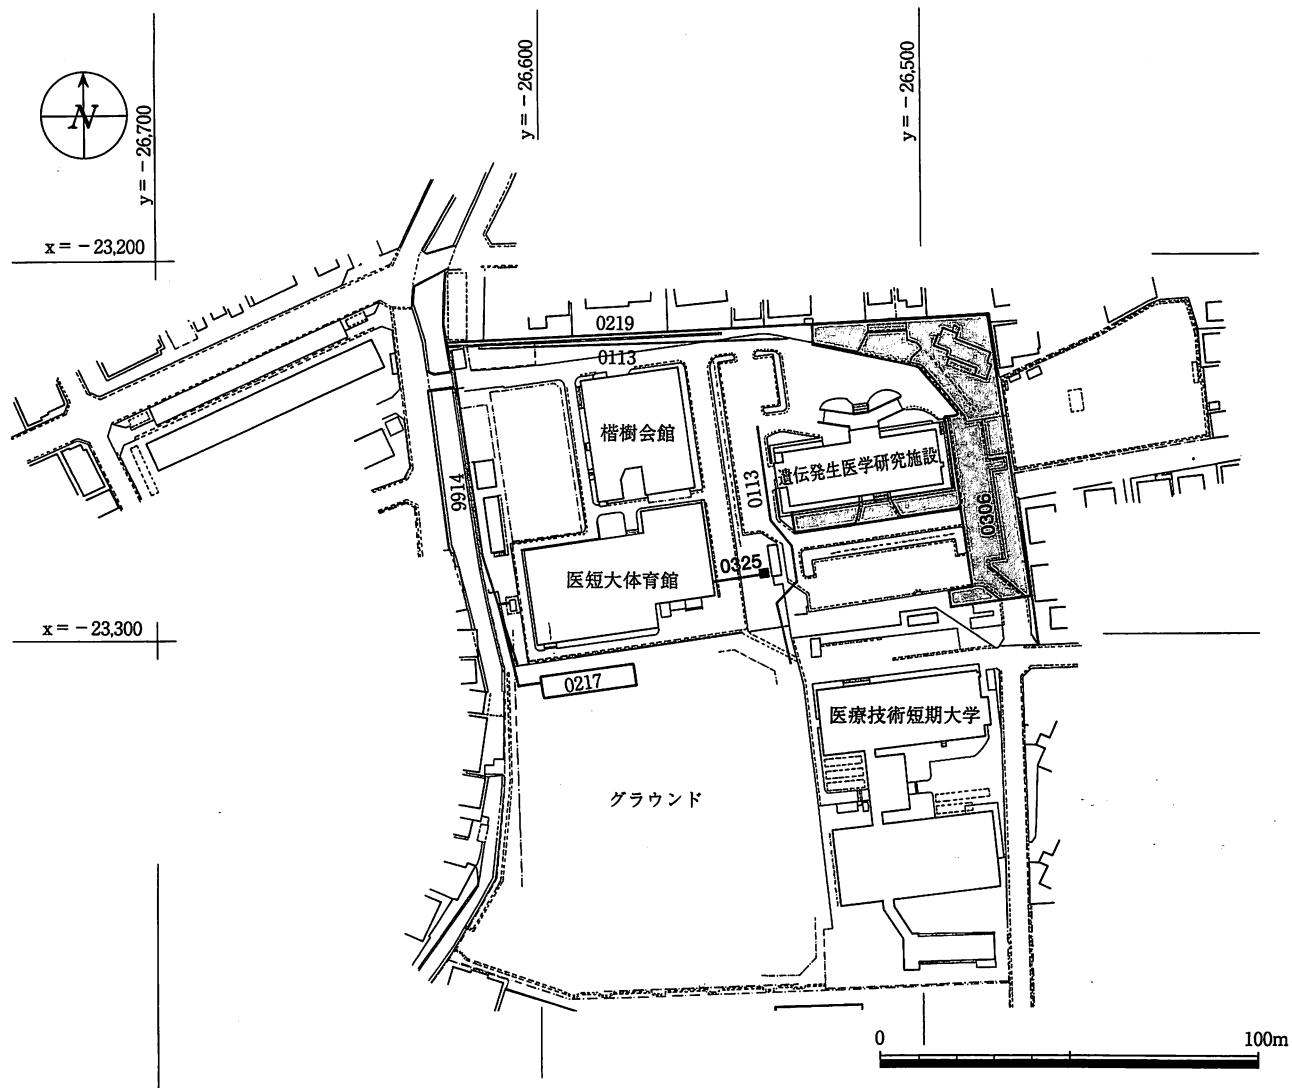 N
y = − 26,700
y = − 26,600
y = − 26,500
x = − 23,200
0219
0113
楷樹会館
遺伝発生医学研究施設
9914
0113
0306
0325
医短大体育館
x = − 23,300
0217
医療技術短期大学
グラウンド
0
100m